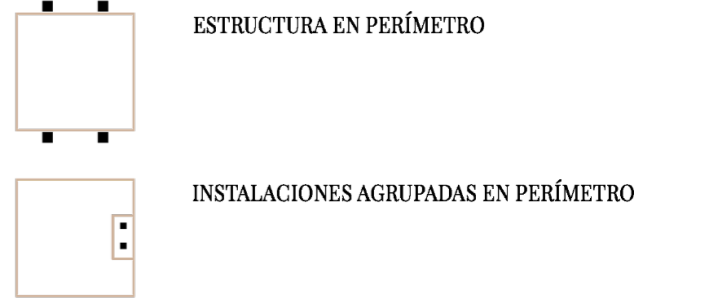 ESTRUCTURA EN PERÍMETRO
INSTALACIONES AGRUPADAS EN PERÍMETRO